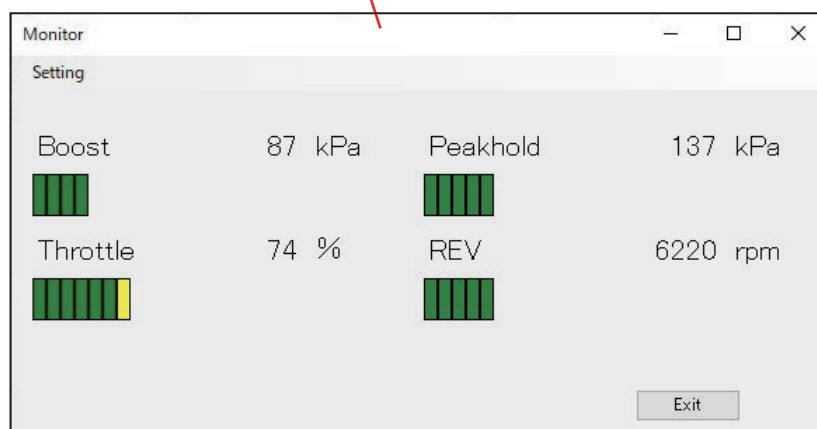 Monitor
Setting
Boost 87 kPa Peakhold 137 kPa
Throttle 74 % REV 6220 rpm
Exit